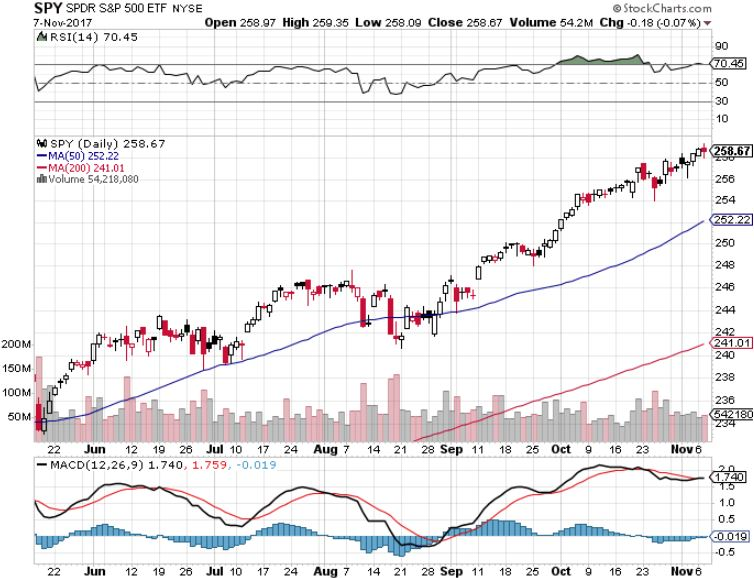 SPY SPDR S&P 500 ETF NYSE © StockCharts.com
7-Nov-2017 Open 258.97 High 259.35 Low 258.09 Close 258.67 Volume 54.2M Chg -0.18 (-0.07%)
RSI(14) 70.45
90
70.45
50
30
10
SPY (Daily) 258.67
MA(50) 252.22
MA(200) 241.01
Volume 54,218,080
258.67
256
254
252.22
250
248
246
244
242
241.01
240
238
236
234
200M
150M
100M
50M
542180
22 Jun 12 19 26 Jul 10 17 24 Aug 7 14 21 28 Sep 11 18 25 Oct 9 16 23 Nov 6
MACD(12,26,9) 1.740, 1.759, -0.019
2.0
1.740
1.5
1.0
0.5
-0.019
-0.5
22 Jun 12 19 26 Jul 10 17 24 Aug 7 14 21 28 Sep 11 18 25 Oct 9 16 23 Nov 6